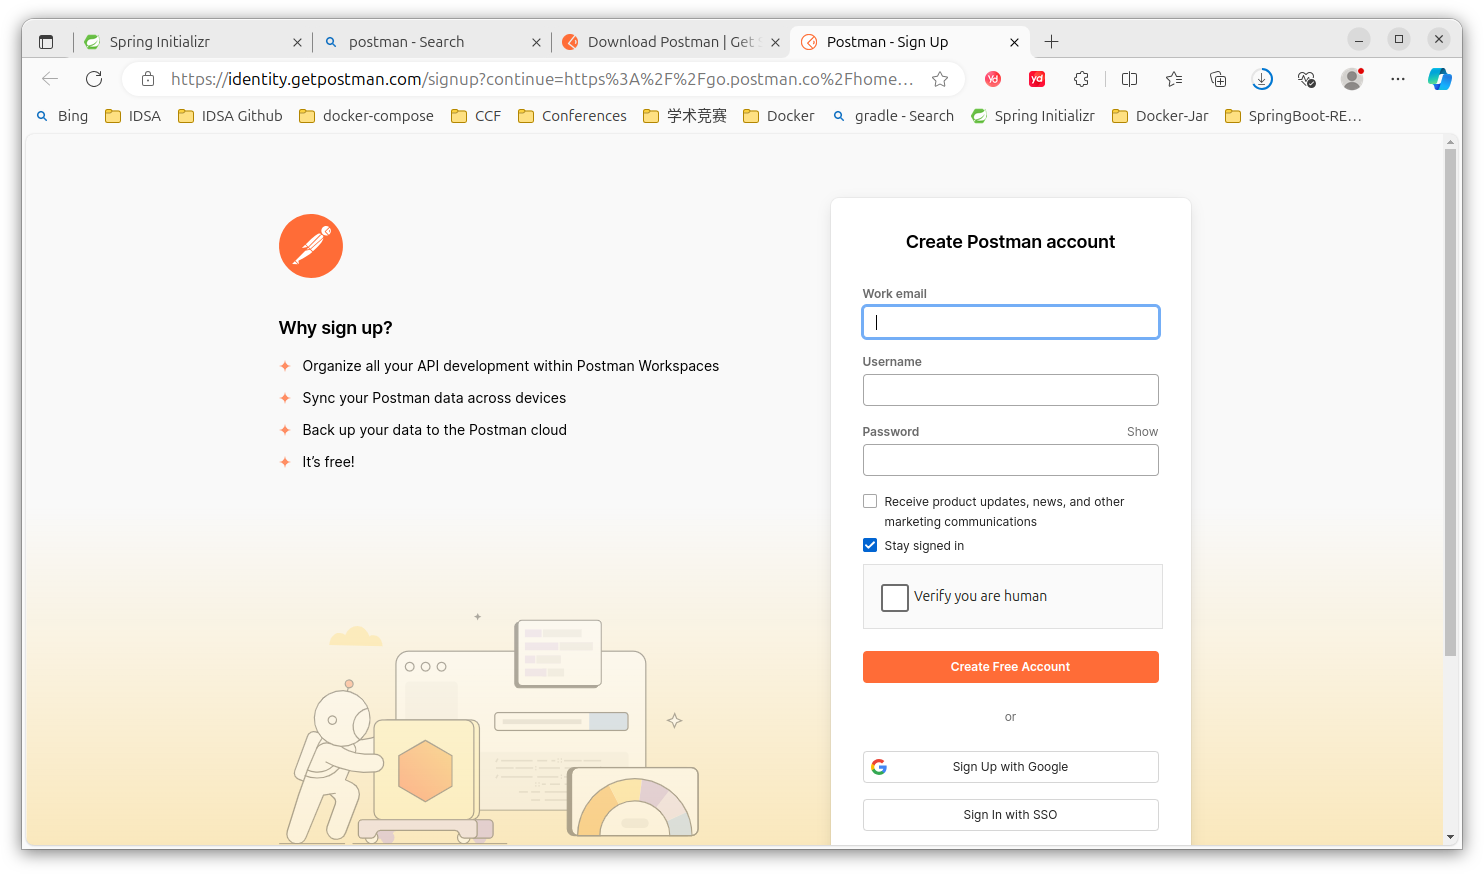 Spring Initializr
postman - Search
Download Postman | Get S
Postman - Sign Up
https://identity.getpostman.com/signup?continue=https%3A%2F%2Fgo.postman.co%2Fhome...
Bing
IDSA
IDSA Github
docker-compose
CCF
Conferences
学术竞赛
Docker
gradle - Search
Spring Initializr
Docker-Jar
SpringBoot-RE...
Why sign up?
Organize all your API development within Postman Workspaces
Sync your Postman data across devices
Back up your data to the Postman cloud
It's free!
Create Postman account
Work email
Username
Password Show
Receive product updates, news, and other
marketing communications
Stay signed in
Verify you are human
Create Free Account
or
Sign Up with Google
Sign In with SSO